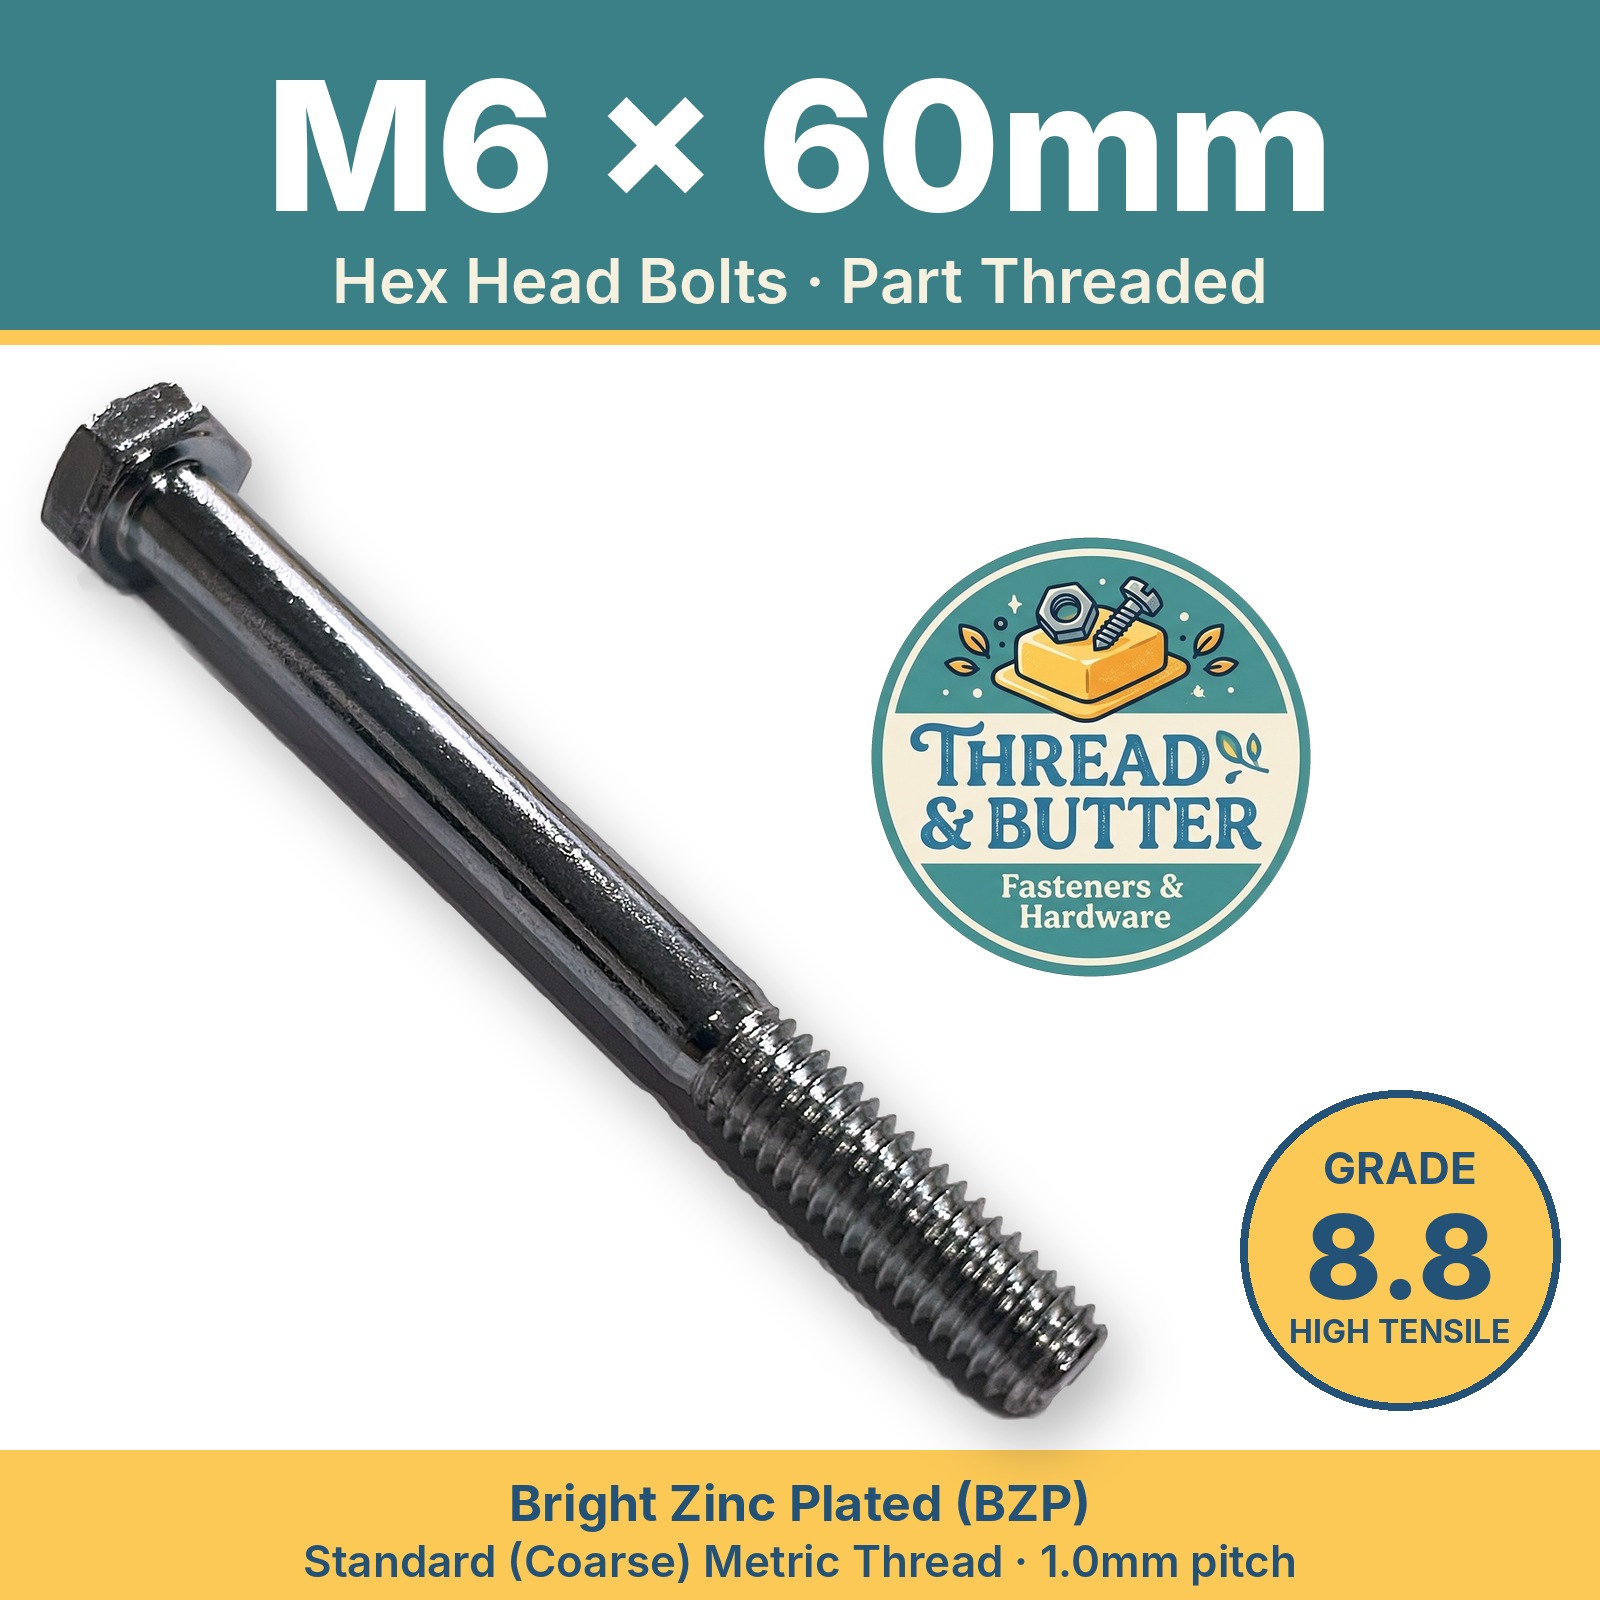 M6 × 60mm
Hex Head Bolts · Part Threaded
THREAD
& BUTTER
Fasteners &
Hardware
GRADE
8.8
HIGH TENSILE
Bright Zinc Plated (BZP)
Standard (Coarse) Metric Thread · 1.0mm pitch